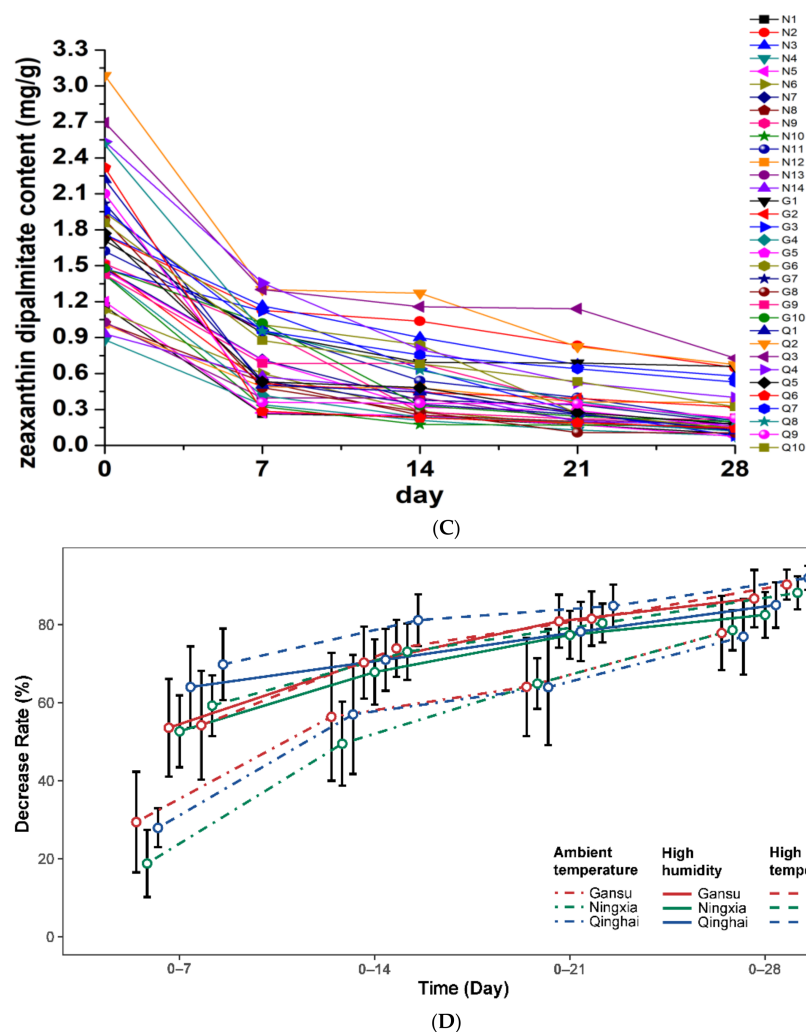 zeaxanthin dipalmitate content (mg/g)
3.3
3.0
2.7
2.4
2.1
1.8
1.5
1.2
0.9
0.6
0.3
0.0
0 7 14 21 28
day
N1
N2
N3
N4
N5
N6
N7
N8
N9
N10
N11
N12
N13
N14
G1
G2
G3
G4
G5
G6
G7
G8
G9
G10
Q1
Q2
Q3
Q4
Q5
Q6
Q7
Q8
Q9
Q10
(C)
Decrease Rate (%)
80
60
40
20
0
Ambient temperature
Gansu
Ningxia
Qinghai
High humidity
Gansu
Ningxia
Qinghai
High
tempe
0–7 0–14 0–21 0–28
Time (Day)
(D)